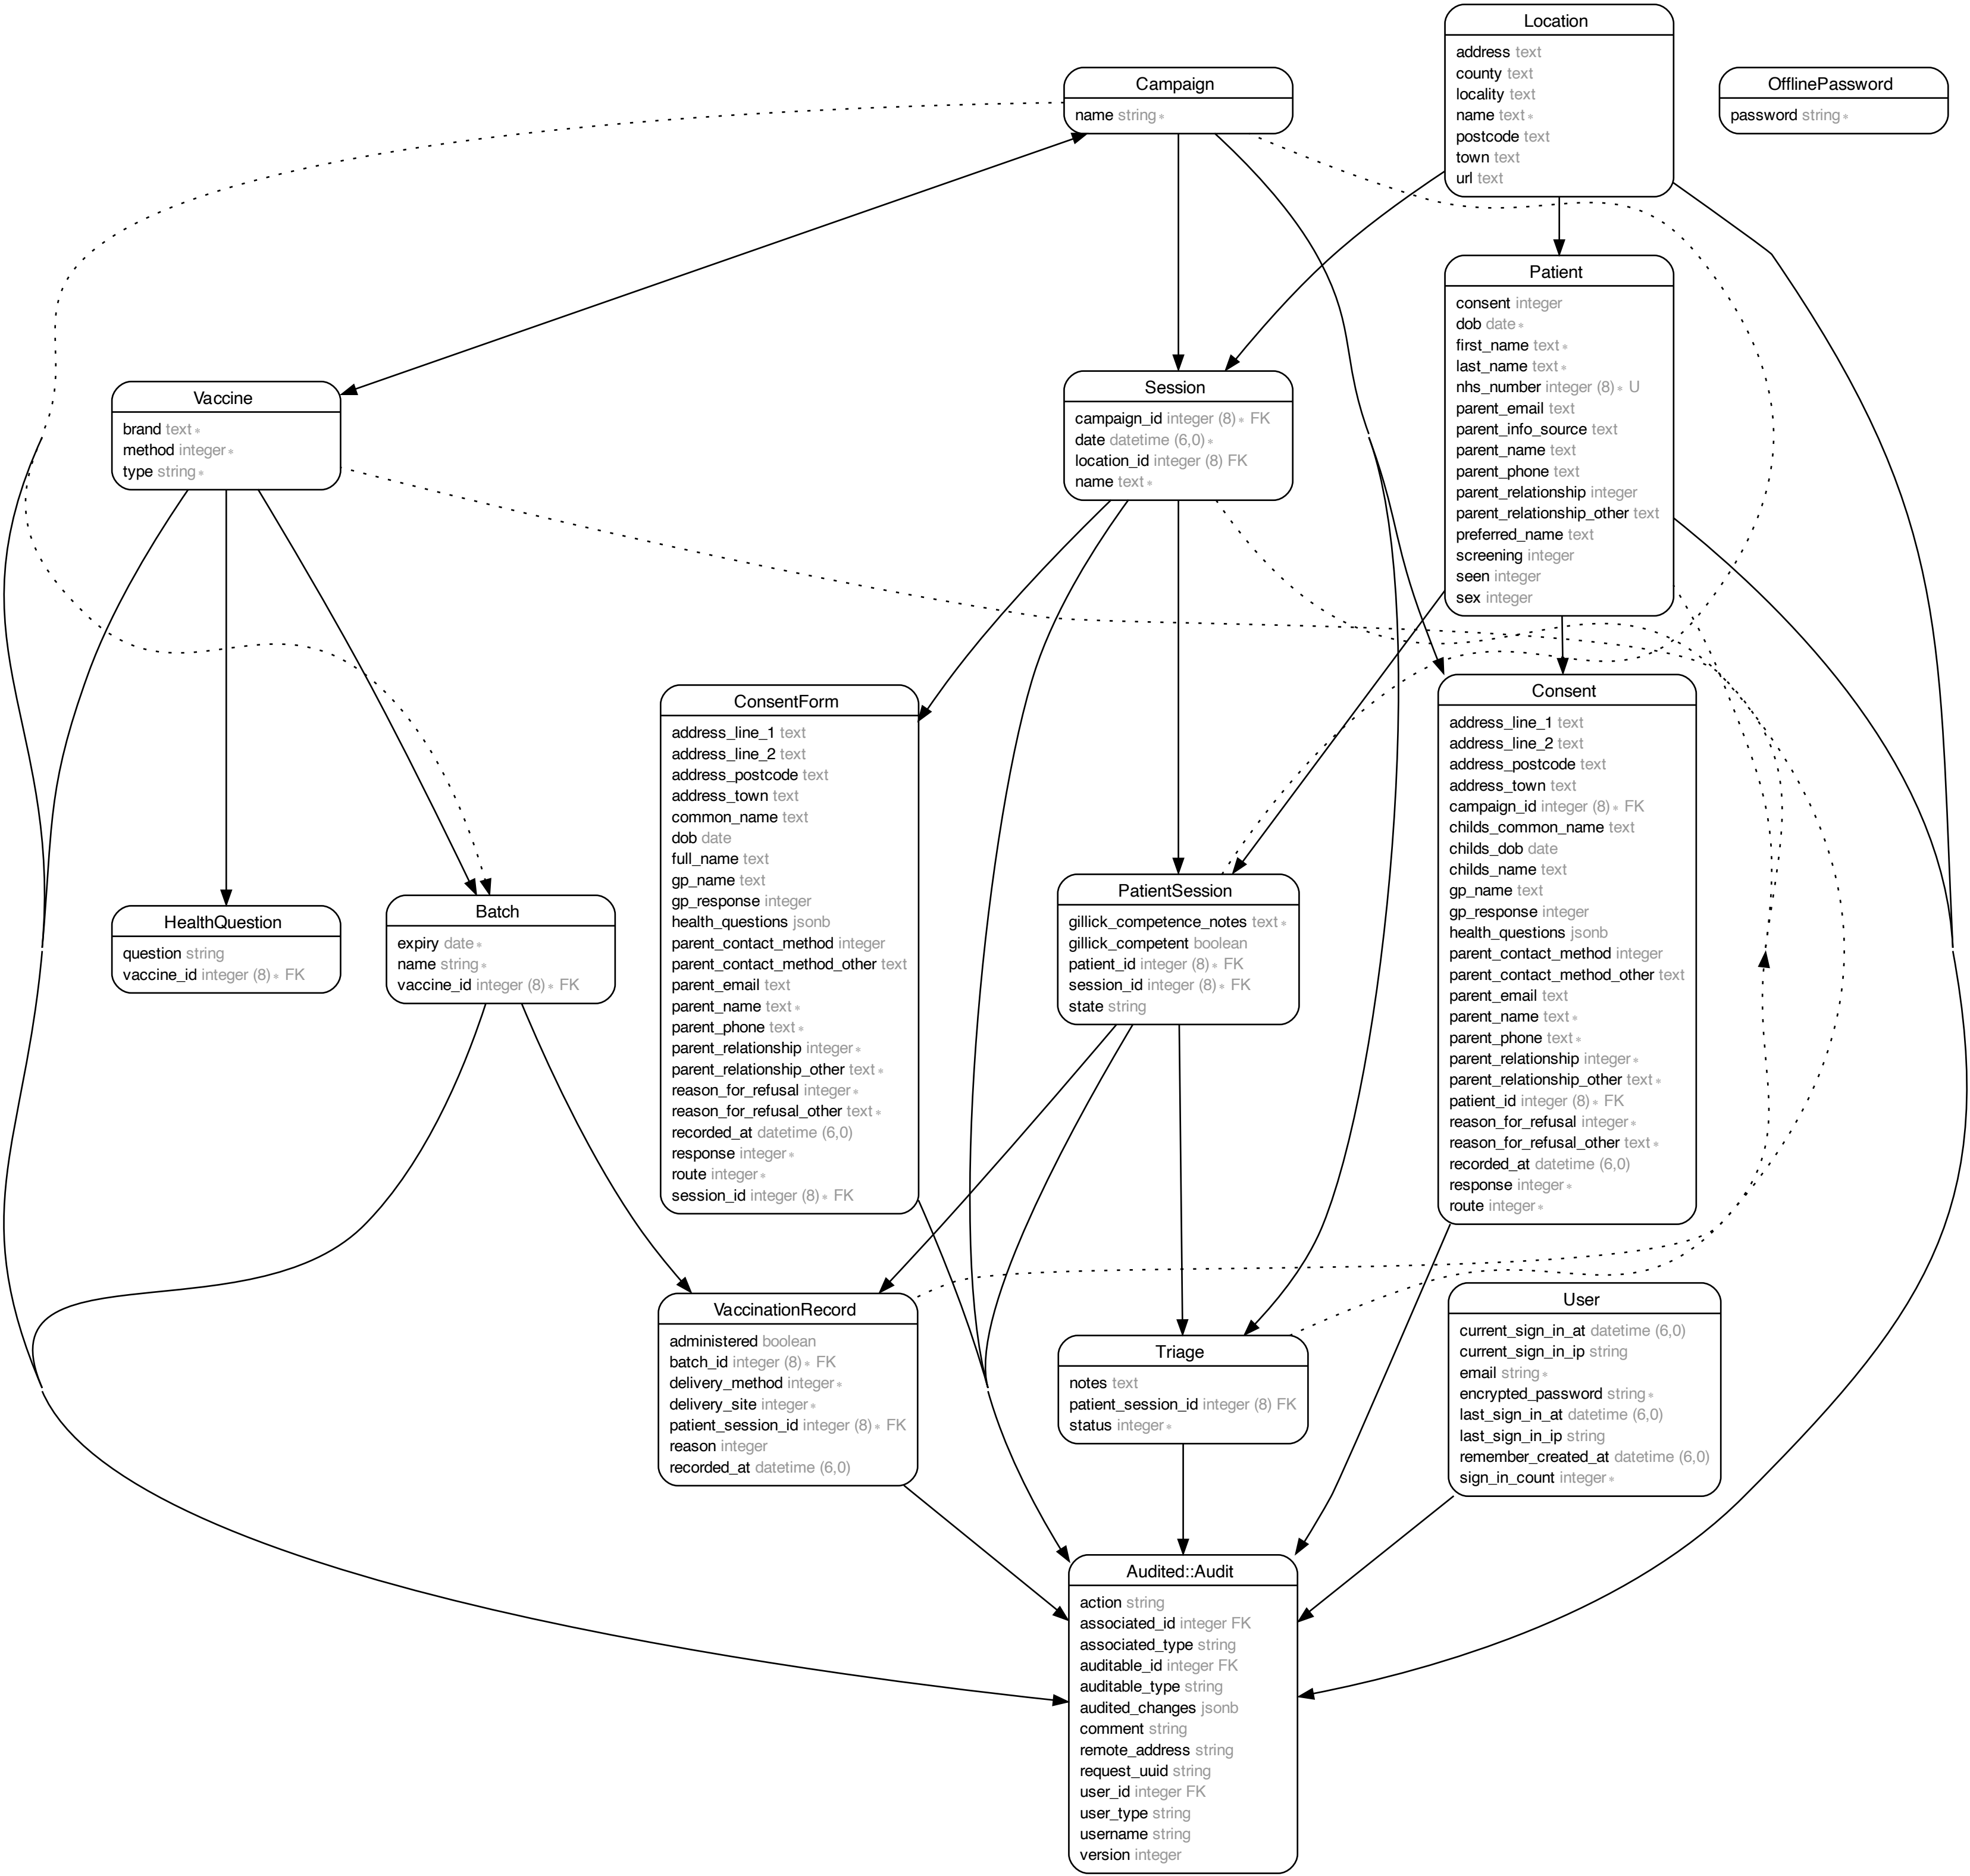 Location
address text
county text
locality text
name text *
postcode text
town text
url text
Campaign
name string *
OfflinePassword
password string *
Patient
consent integer
dob date *
first_name text *
last_name text *
nhs_number integer (8) * U
parent_email text
parent_info_source text
parent_name text
parent_phone text
parent_relationship integer
parent_relationship_other text
preferred_name text
screening integer
seen integer
sex integer
Vaccine
brand text *
method integer *
type string *
Session
campaign_id integer (8) * FK
date datetime (6,0) *
location_id integer (8) FK
name text *
ConsentForm
address_line_1 text
address_line_2 text
address_postcode text
address_town text
common_name text
dob date
full_name text
gp_name text
gp_response integer
health_questions jsonb
parent_contact_method integer
parent_contact_method_other text
parent_email text
parent_name text *
parent_phone text *
parent_relationship integer *
parent_relationship_other text *
reason_for_refusal integer *
reason_for_refusal_other text *
recorded_at datetime (6,0)
response integer *
route integer *
session_id integer (8) * FK
Consent
address_line_1 text
address_line_2 text
address_postcode text
address_town text
campaign_id integer (8) * FK
childs_common_name text
childs_dob date
childs_name text
gp_name text
gp_response integer
health_questions jsonb
parent_contact_method integer
parent_contact_method_other text
parent_email text
parent_name text *
parent_phone text *
parent_relationship integer *
parent_relationship_other text *
patient_id integer (8) * FK
reason_for_refusal integer *
reason_for_refusal_other text *
recorded_at datetime (6,0)
response integer *
route integer *
HealthQuestion
question string
vaccine_id integer (8) * FK
Batch
expiry date *
name string *
vaccine_id integer (8) * FK
PatientSession
gillick_competence_notes text *
gillick_competent boolean
patient_id integer (8) * FK
session_id integer (8) * FK
state string
VaccinationRecord
administered boolean
batch_id integer (8) * FK
delivery_method integer *
delivery_site integer *
patient_session_id integer (8) * FK
reason integer
recorded_at datetime (6,0)
Triage
notes text
patient_session_id integer (8) FK
status integer *
User
current_sign_in_at datetime (6,0)
current_sign_in_ip string
email string *
encrypted_password string *
last_sign_in_at datetime (6,0)
last_sign_in_ip string
remember_created_at datetime (6,0)
sign_in_count integer *
Audited::Audit
action string
associated_id integer FK
associated_type string
auditable_id integer FK
auditable_type string
audited_changes jsonb
comment string
remote_address string
request_uuid string
user_id integer FK
user_type string
username string
version integer